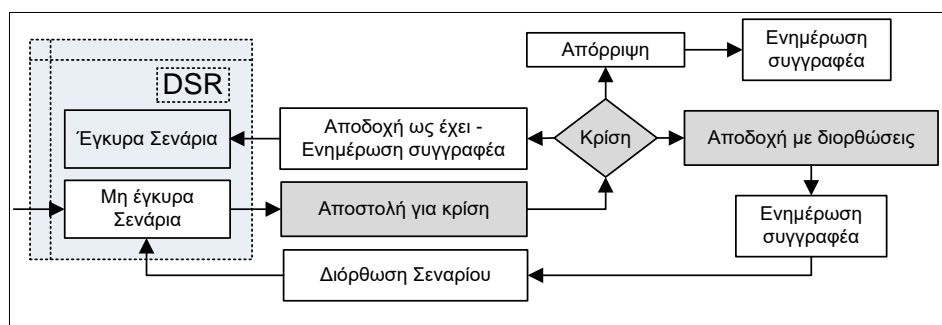 Απόρριψη
Ενημέρωση
συγγραφέα
DSR
Έγκυρα Σενάρια
Αποδοχή ως έχει -
Ενημέρωση συγγραφέα
Κρίση
Αποδοχή με διορθώσεις
Μη έγκυρα
Σενάρια
Αποστολή για κρίση
Ενημέρωση
συγγραφέα
Διόρθωση Σεναρίου